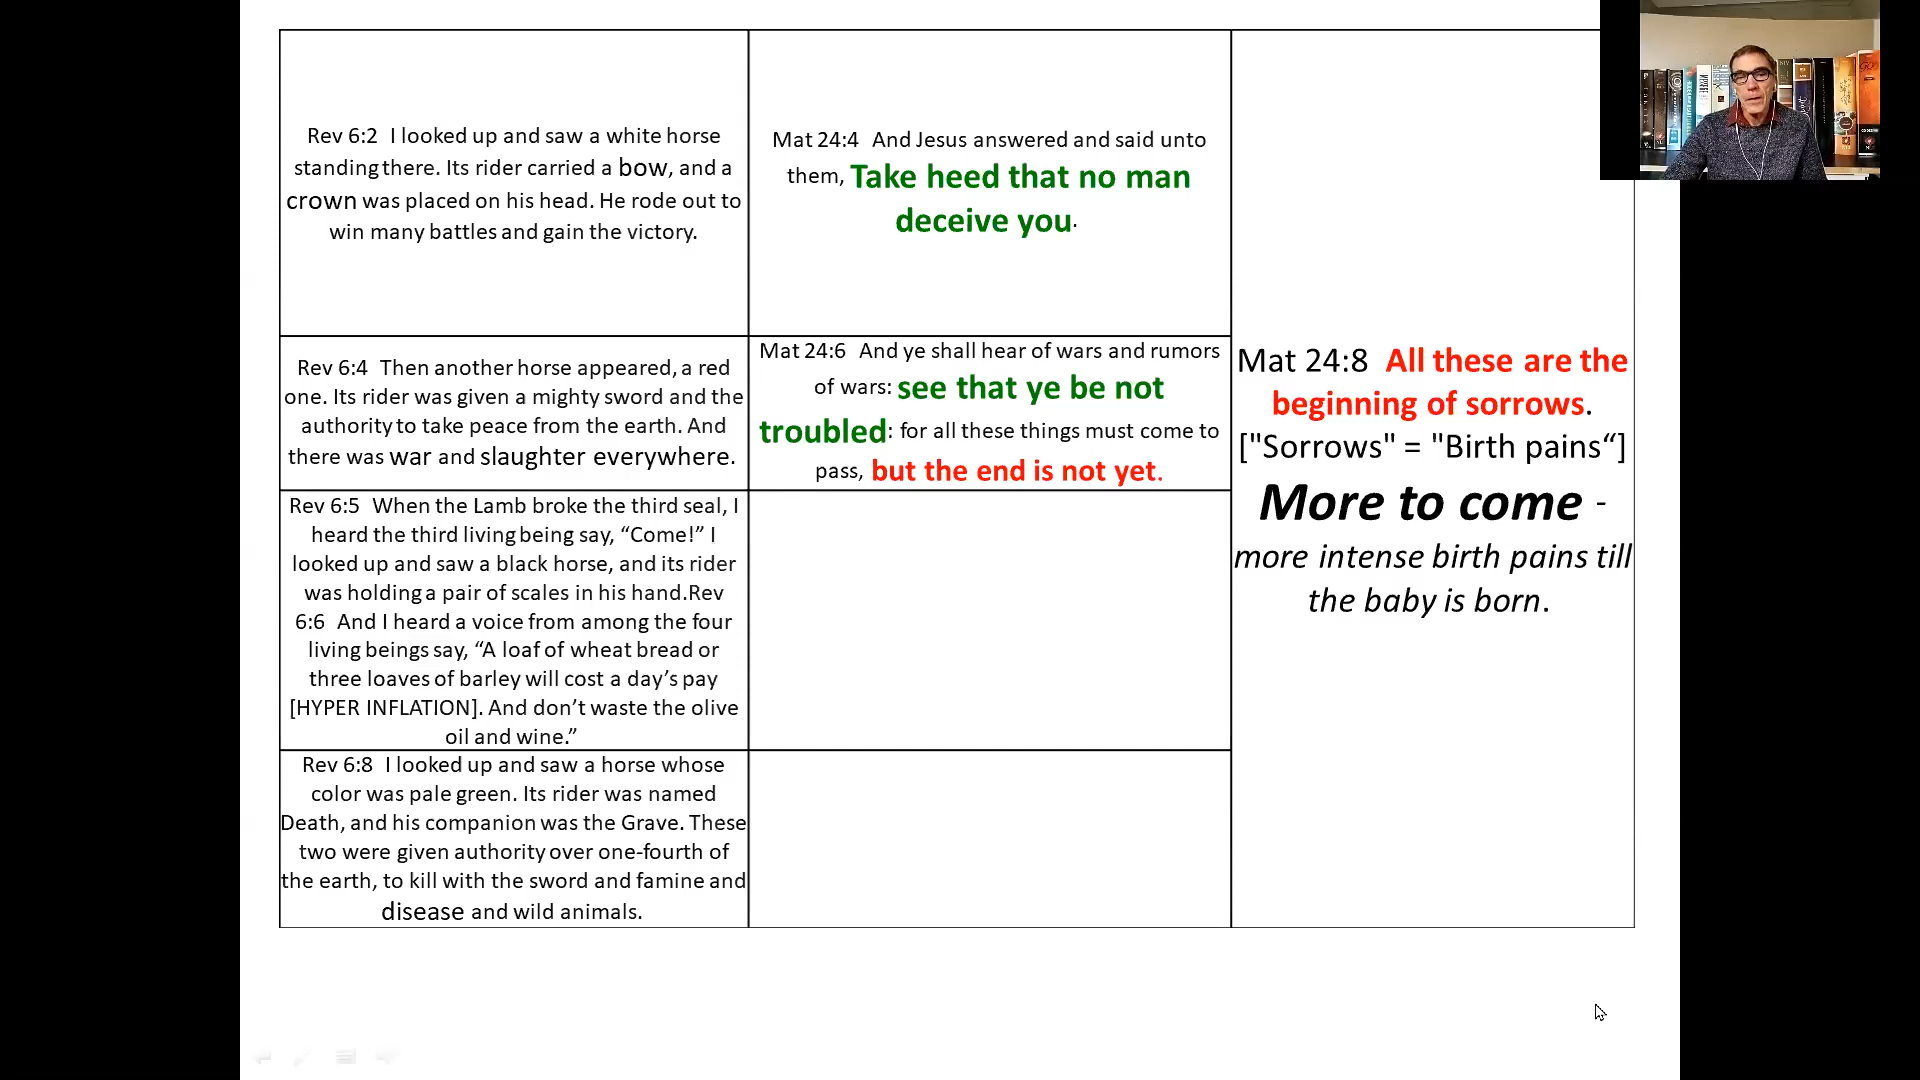 Rev 6:2 I looked up and saw a white horse
standing there. Its rider carried a bow, and a
crown was placed on his head. He rode out to
win many battles and gain the victory.
Mat 24:4 And Jesus answered and said unto
them, Take heed that no man
deceive you.
Rev 6:4 Then another horse appeared, a red
one. Its rider was given a mighty sword and the
authority to take peace from the earth. And
there was war and slaughter everywhere.
Mat 24:6 And ye shall hear of wars and rumors
of wars: see that ye be not
troubled: for all these things must come to
pass, but the end is not yet.
Rev 6:5 When the Lamb broke the third seal, I
heard the third living being say, “Come!” I
looked up and saw a black horse, and its rider
was holding a pair of scales in his hand.Rev
6:6 And I heard a voice from among the four
living beings say, “A loaf of wheat bread or
three loaves of barley will cost a day’s pay
[HYPER INFLATION]. And don’t waste the olive
oil and wine.”
Rev 6:8 I looked up and saw a horse whose
color was pale green. Its rider was named
Death, and his companion was the Grave. These
two were given authority over one-fourth of
the earth, to kill with the sword and famine and
disease and wild animals.
Mat 24:8 All these are the
beginning of sorrows.
["Sorrows" = "Birth pains“]
More to come -
more intense birth pains till
the baby is born.
NIV